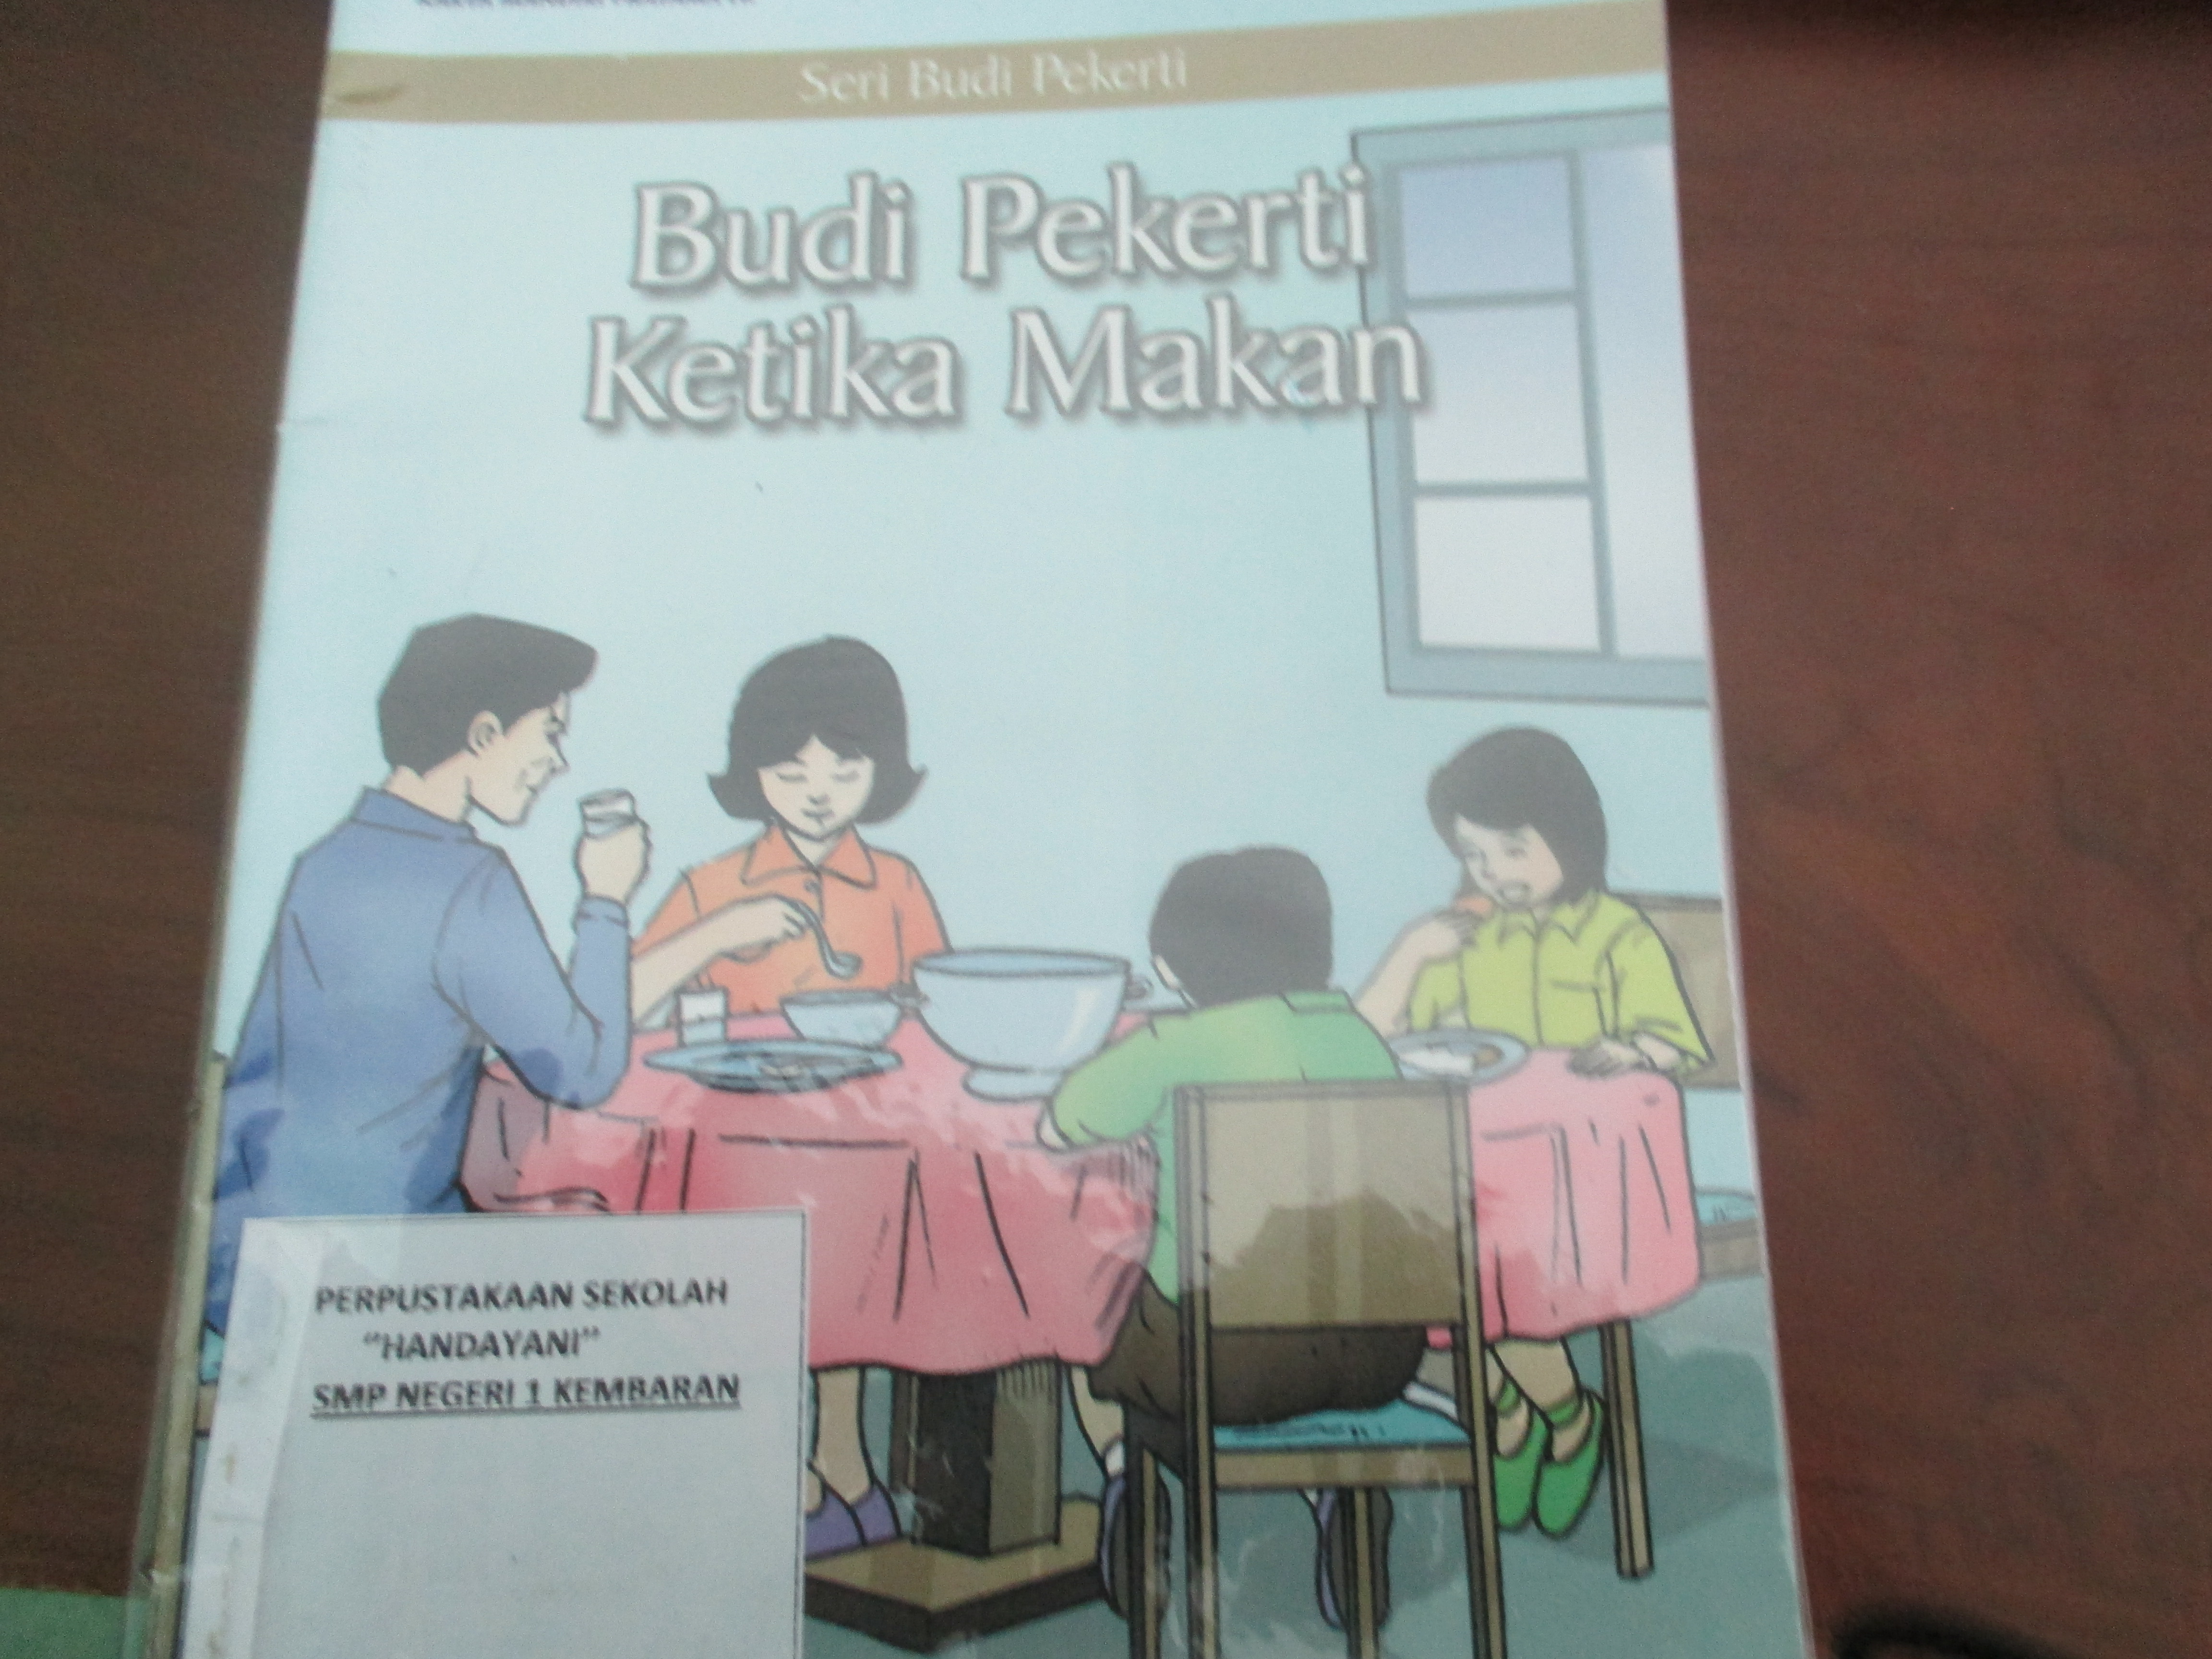 Seri Budi Pekerti
Budi Pekerti
Ketika Makan
PERPUSTAKAAN SEKOLAH
“HANDAYANI”
SMP NEGERI 1 KEMBARAN